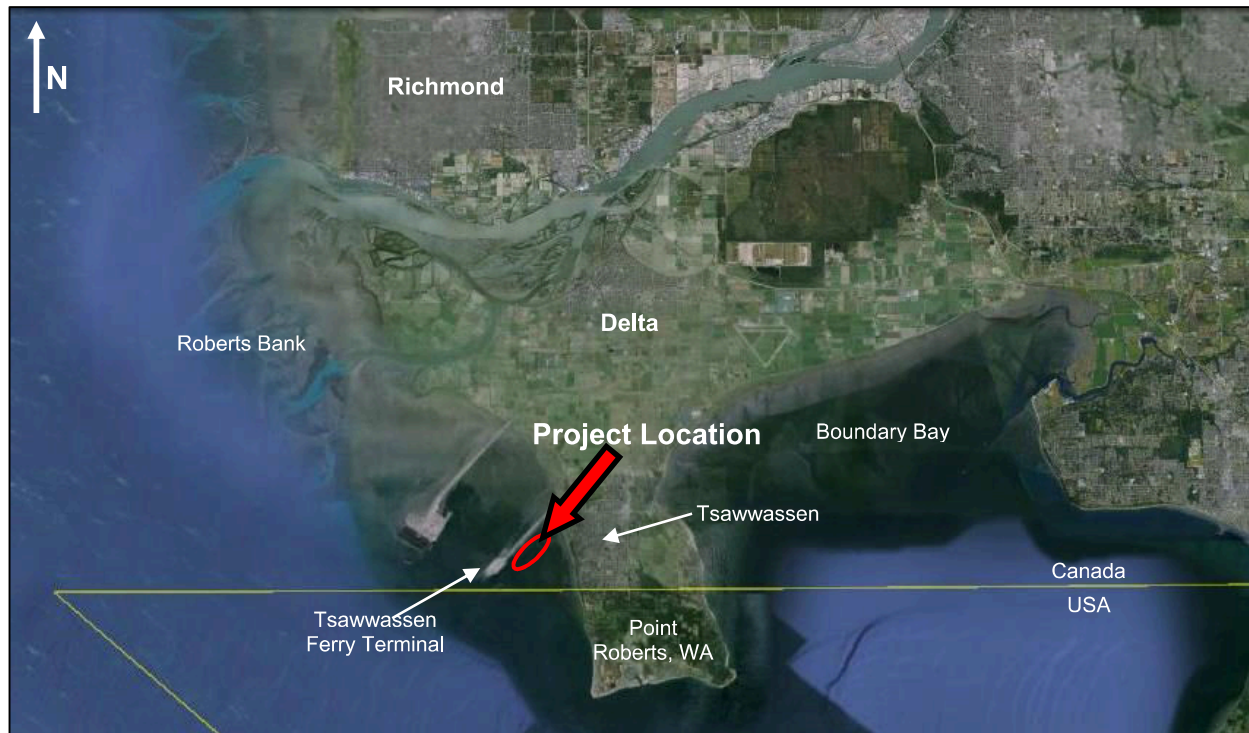 N
Richmond
Roberts Bank
Delta
Project Location
Boundary Bay
Tsawwassen
Canada
USA
Tsawwassen
Ferry Terminal
Point
Roberts, WA